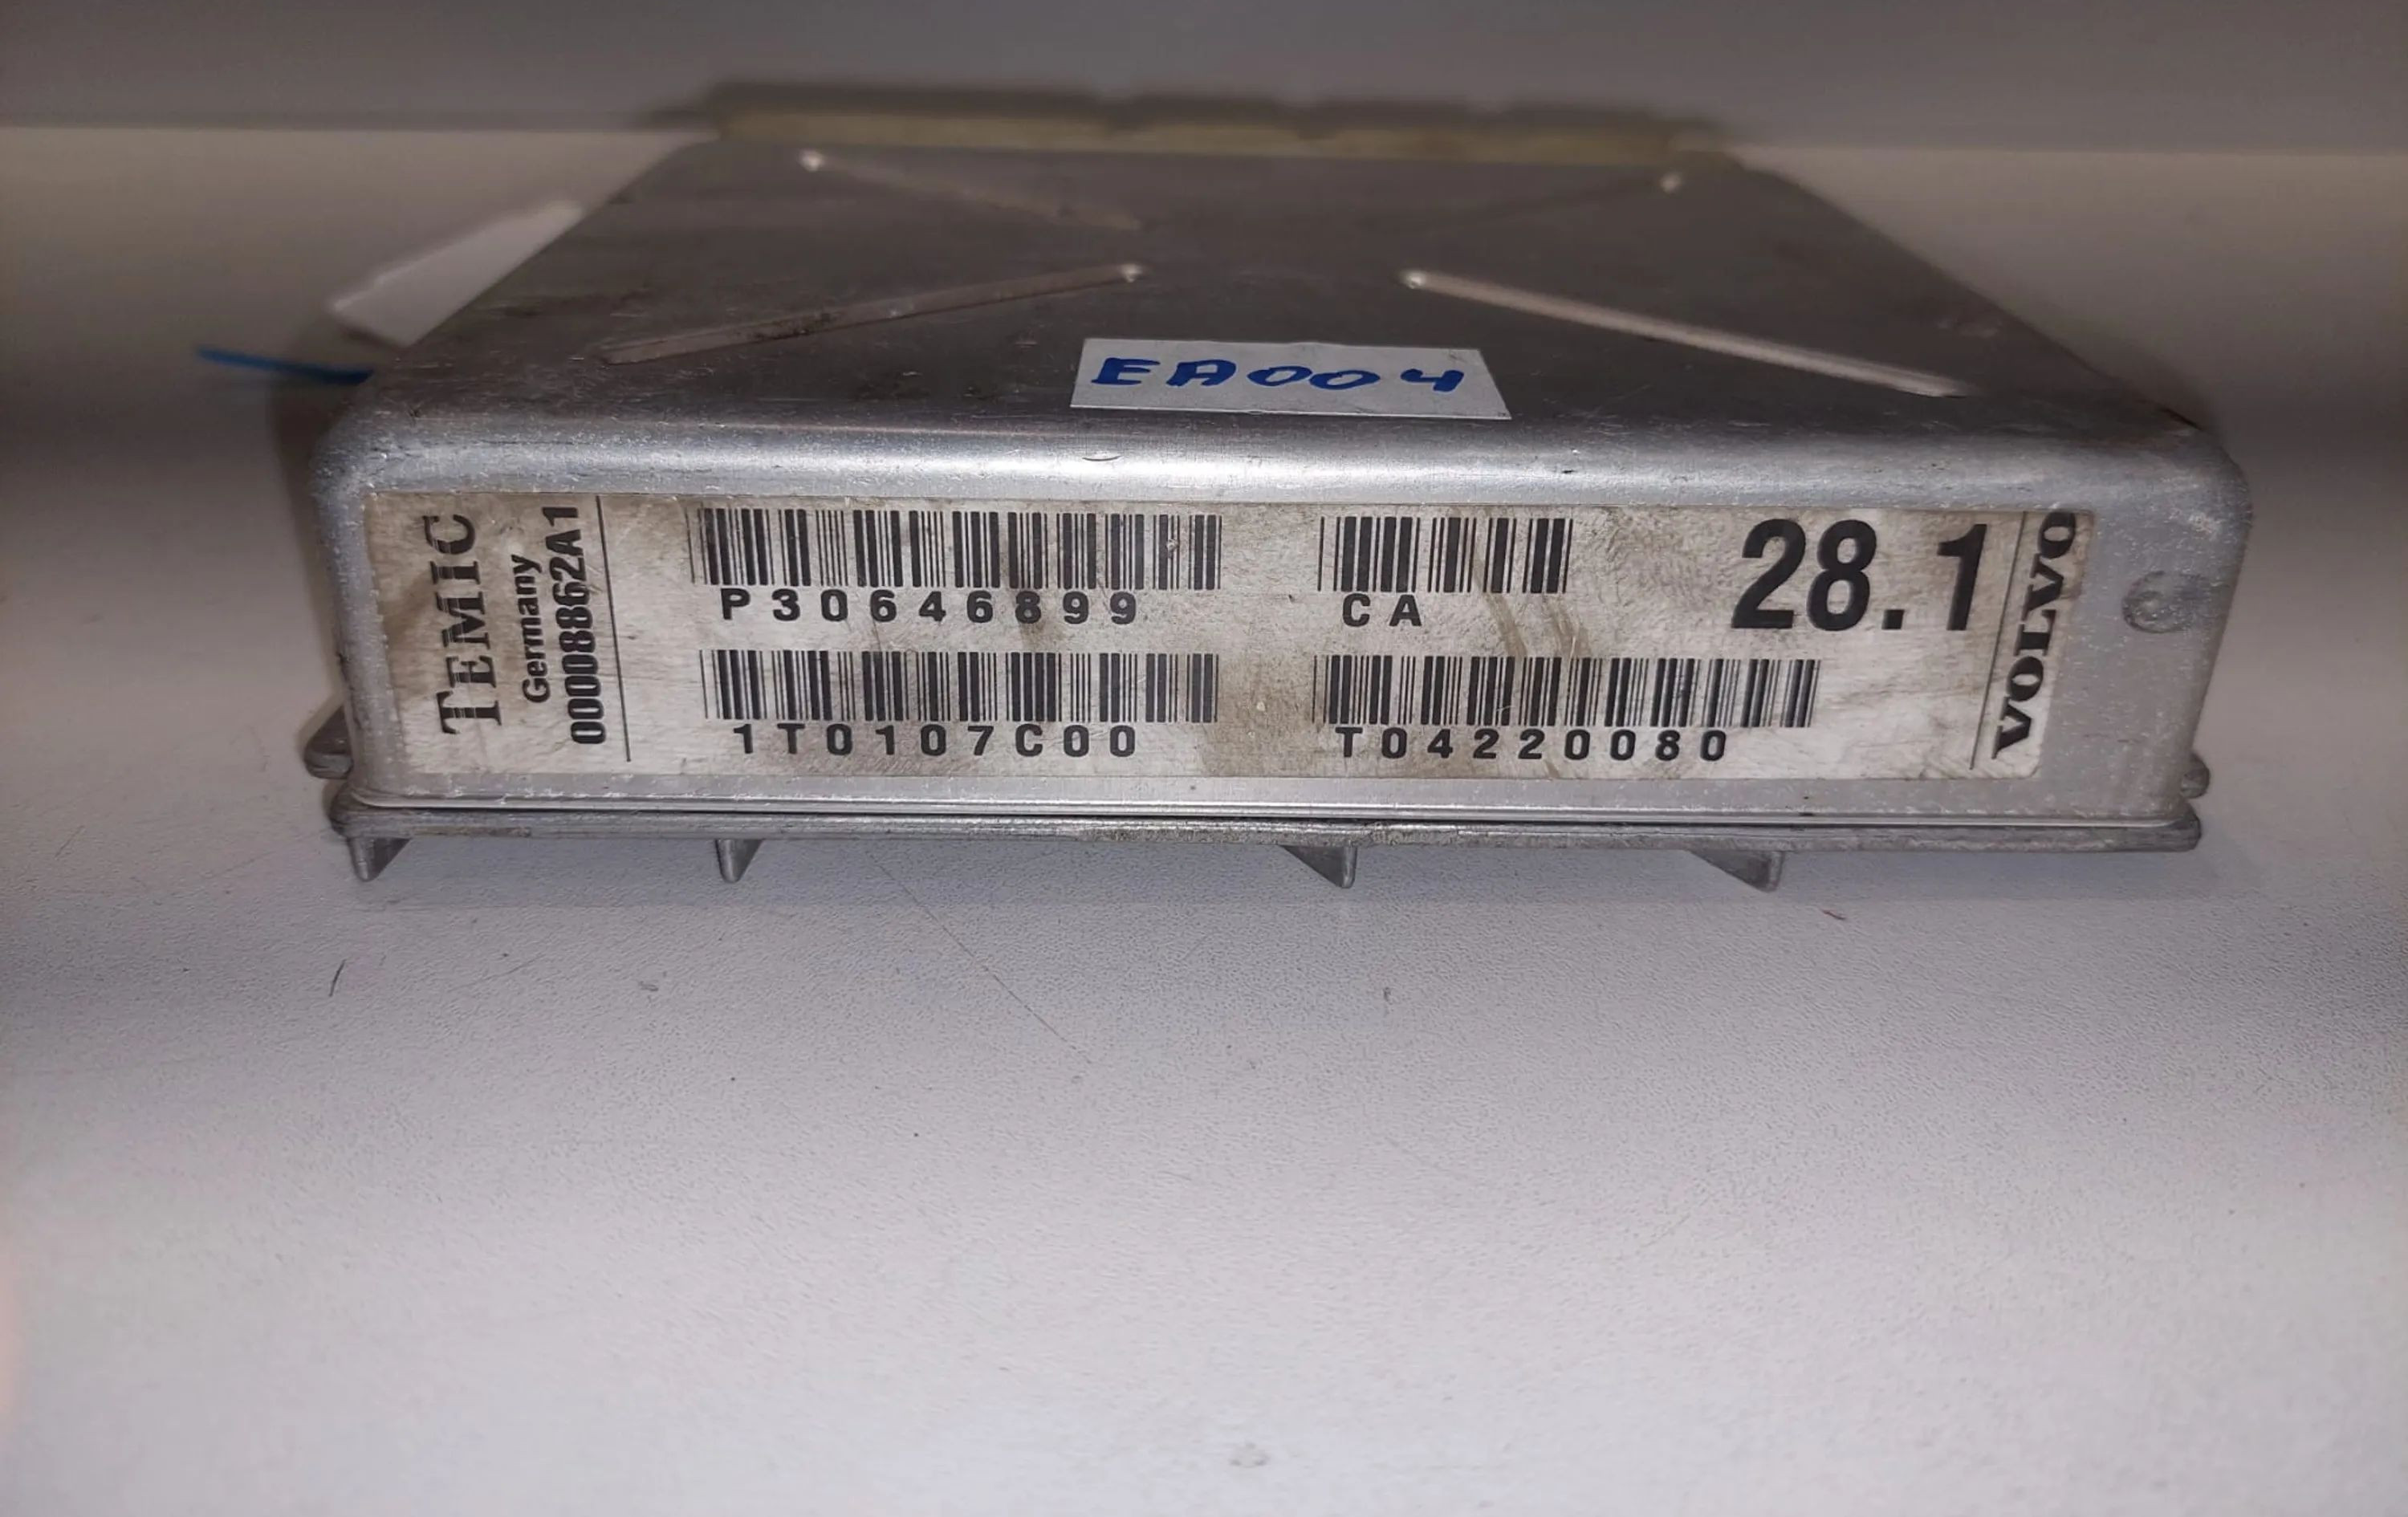 EA004
TEMIC
Germany
00008862A1
P30646899
CA
28.1
1T0107C00
T04220080
VOLVO